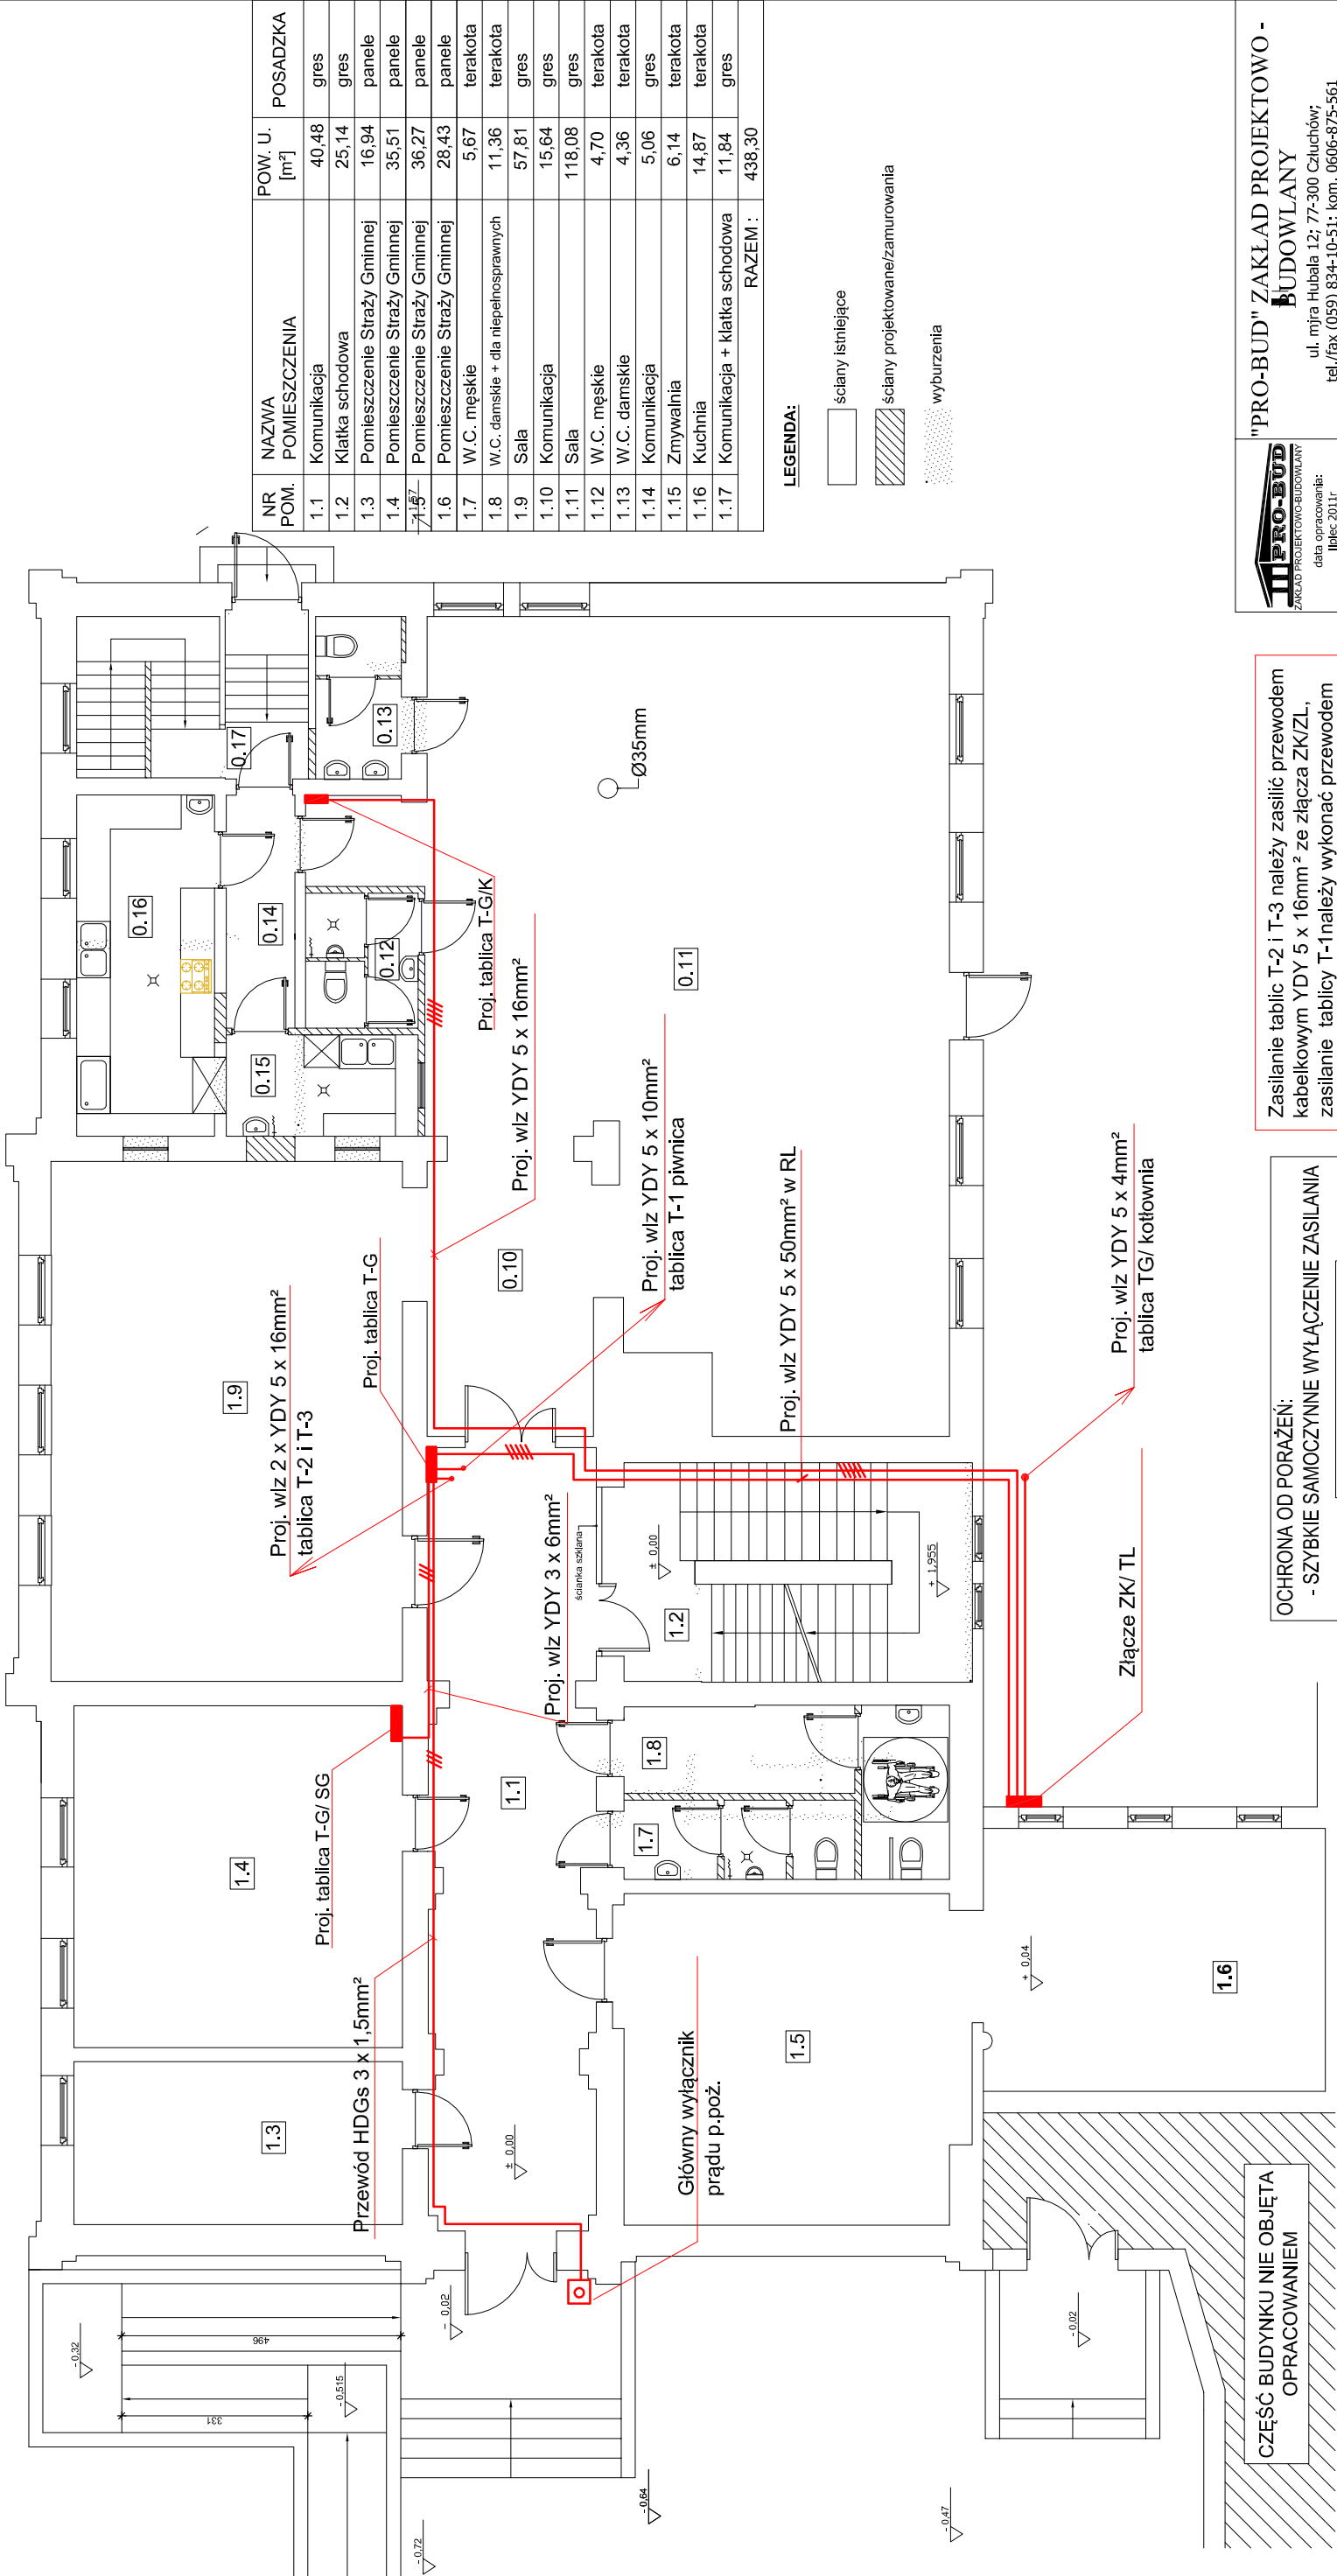 NR POM.
NAZWA POMIESZCZENIA
POW. U. [m²]
POSADZKA
1.1 Komunikacja 40,48 gres
1.2 Klatka schodowa 25,14 gres
1.3 Pomieszczenie Straży Gminnej 16,94 panele
1.4 Pomieszczenie Straży Gminnej 35,51 panele
1.5 Pomieszczenie Straży Gminnej 36,27 panele
1.6 Pomieszczenie Straży Gminnej 28,43 panele
1.7 W.C. męskie 5,67 terakota
1.8 W.C. damskie + dla niepełnosprawnych 11,36 terakota
1.9 Sala 57,81 gres
1.10 Komunikacja 15,64 gres
1.11 Sala 118,08 gres
1.12 W.C. męskie 4,70 terakota
1.13 W.C. damskie 4,36 terakota
1.14 Komunikacja 5,06 gres
1.15 Zmywalnia 6,14 terakota
1.16 Kuchnia 14,87 terakota
1.17 Komunikacja + klatka schodowa 11,84 gres
RAZEM : 438,30
LEGENDA:
ściany istniejące
ściany projektowane/zamurowania
wyburzenia
"PRO-BUD" ZAKŁAD PROJEKTOWO -
BUDOWLANY
ul. mjra Hubala 12; 77-300 Człuchów;
tel./fax (059) 834-10-51; kom. 0606-875-561
PRO-BUD
ZAKŁAD PROJEKTOWO-BUDOWLANY
data opracowania:
lipiec 2011r
Zasilanie tablic T-2 i T-3 należy zasilić przewodem
kabelkowym YDY 5 x 16mm² ze złącza ZK/ZL,
zasilanie tablicy T-1należy wykonać przewodem
OCHRONA OD PORAŻEŃ:
- SZYBKIE SAMOCZYNNE WYŁĄCZENIE ZASILANIA
CZĘŚĆ BUDYNKU NIE OBJĘTA
OPRACOWANIEM
0.17
0.13
0.16
0.14
0.12
0.15
0.11
0.10
Ø35mm
Proj. tablica T-G/K
Proj. wlz YDY 5 x 16mm²
Proj. wlz YDY 5 x 10mm²
tablica T-1 piwnica
Proj. wlz YDY 5 x 50mm² w RL
Proj. wlz YDY 5 x 4mm²
tablica TG/ kotłownia
1.9
Proj. wlz 2 x YDY 5 x 16mm²
tablica T-2 i T-3
Proj. tablica T-G
Proj. wlz YDY 3 x 6mm²
ścianka szklana
± 0,00
1.2
+ 1,955
Złącze ZK/ TL
1.4
Proj. tablica T-G/ SG
1.1
1.8
1.7
1.3
Przewód HDGs 3 x 1,5mm²
± 0,00
Główny wyłącznik
prądu p.poż.
1.5
+ 0,04
1.6
- 0,32
496
331
- 0,515
- 0,02
- 0,72
- 0,64
- 0,47
- 0,02